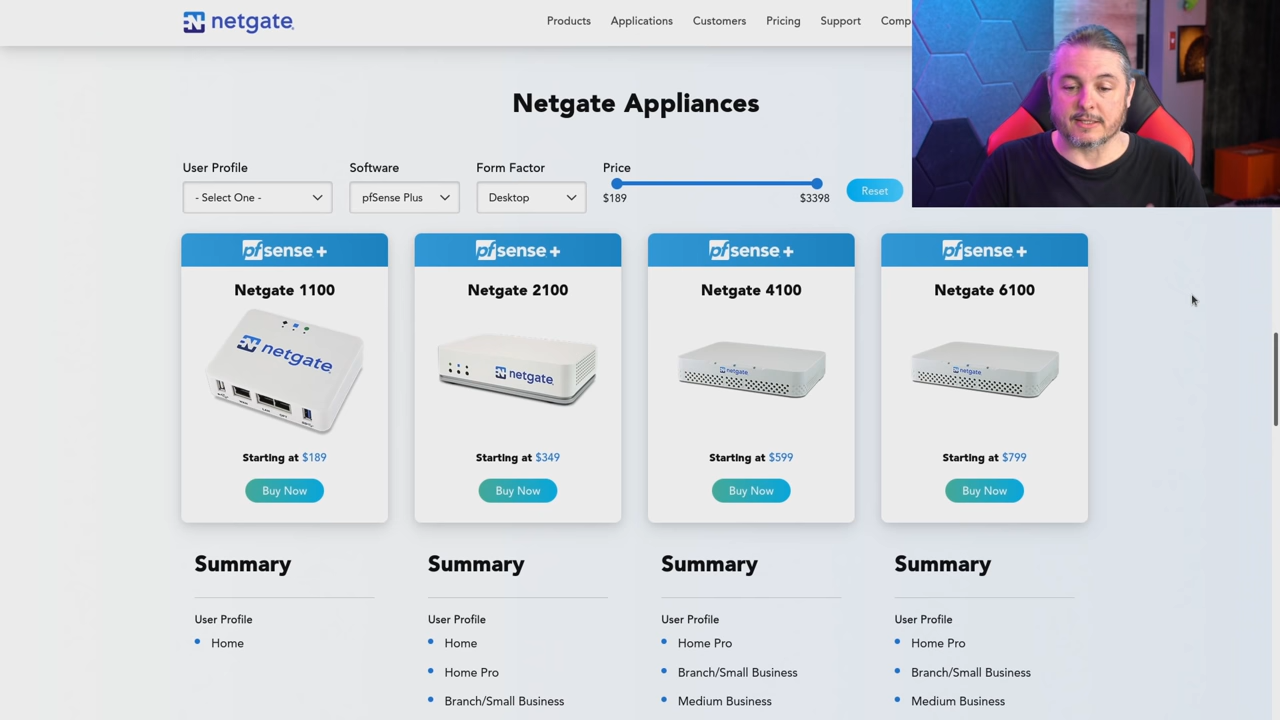 netgate
Products Applications Customers Pricing Support Comp
Netgate Appliances
User Profile Software Form Factor Price
- Select One - pfSense Plus Desktop
$189 $3398
Reset
pfsense+ pfsense+ pfsense+ pfsense+
Netgate 1100 Netgate 2100 Netgate 4100 Netgate 6100
netgate netgate netgate netgate
Starting at $189 Starting at $349 Starting at $599 Starting at $799
Buy Now Buy Now Buy Now Buy Now
Summary Summary Summary Summary
User Profile User Profile User Profile User Profile
Home Home Home Pro Home Pro
Home Pro Branch/Small Business Branch/Small Business
Branch/Small Business Medium Business Medium Business